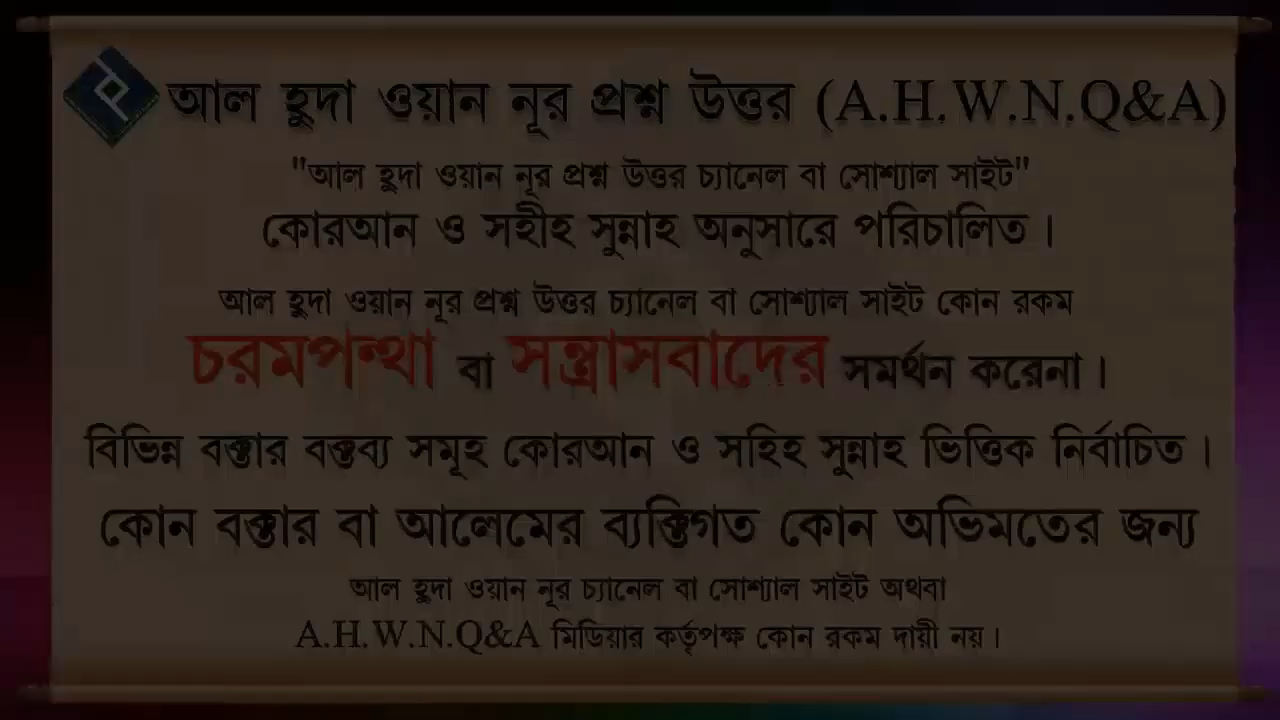 আল হুদা ওয়ান নূর প্রশ্ন উত্তর (A.H.W.N.Q&A)
"আল হুদা ওয়ান নূর প্রশ্ন উত্তর চ্যানেল বা সোশ্যাল সাইট"
কোরআন ও সহীহ সুন্নাহ অনুসারে পরিচালিত।
আল হুদা ওয়ান নূর প্রশ্ন উত্তর চ্যানেল বা সোশ্যাল সাইট কোন রকম
চরমপন্থা বা সন্ত্রাসবাদের সমর্থন করেনা।
বিভিন্ন বক্তার বক্তব্য সমূহ কোরআন ও সহিহ সুন্নাহ ভিত্তিক নির্বাচিত।
কোন বক্তার বা আলেমের ব্যক্তিগত কোন অভিমতের জন্য
আল হুদা ওয়ান নূর চ্যানেল বা সোশ্যাল সাইট অথবা
A.H.W.N.Q&A মিডিয়ার কর্তৃপক্ষ কোন রকম দায়ী নয়।